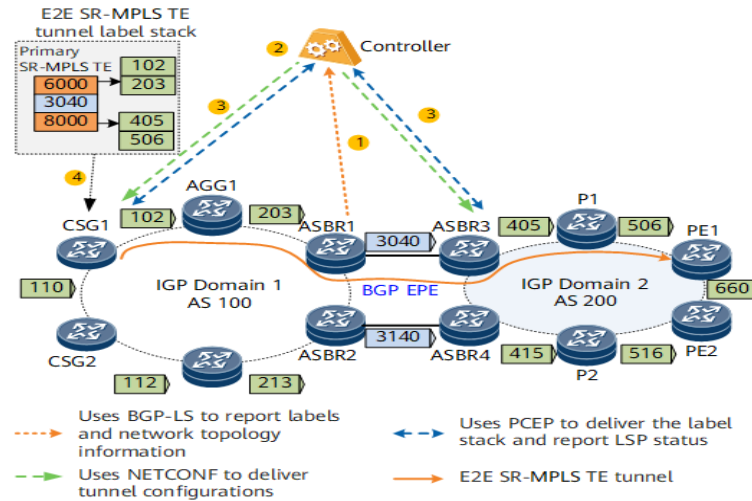 E2E SR-MPLS TE
tunnel label stack
Primary
SR-MPLS TE
6000
3040
8000
102
203
405
506
2
Controller
3
3
1
4
CSG1
102
AGG1
203
ASBR1
3040
ASBR3
405
P1
506
PE1
110
IGP Domain 1
AS 100
BGP EPE
IGP Domain 2
AS 200
660
CSG2
112
213
ASBR2
3140
ASBR4
415
P2
516
PE2
Uses BGP-LS to report labels
and network topology
information
Uses NETCONF to deliver
tunnel configurations
Uses PCEP to deliver the label
stack and report LSP status
E2E SR-MPLS TE tunnel